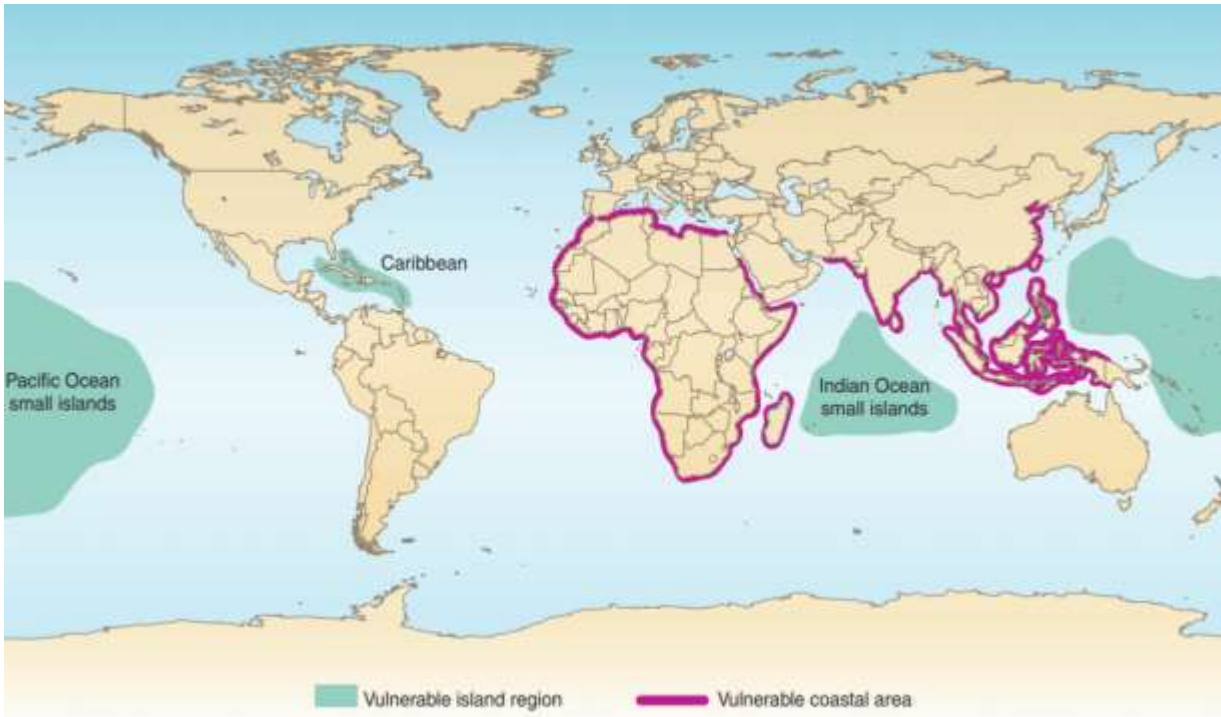 Caribbean
Pacific Ocean
small islands
Indian Ocean
small islands
Vulnerable island region
Vulnerable coastal area